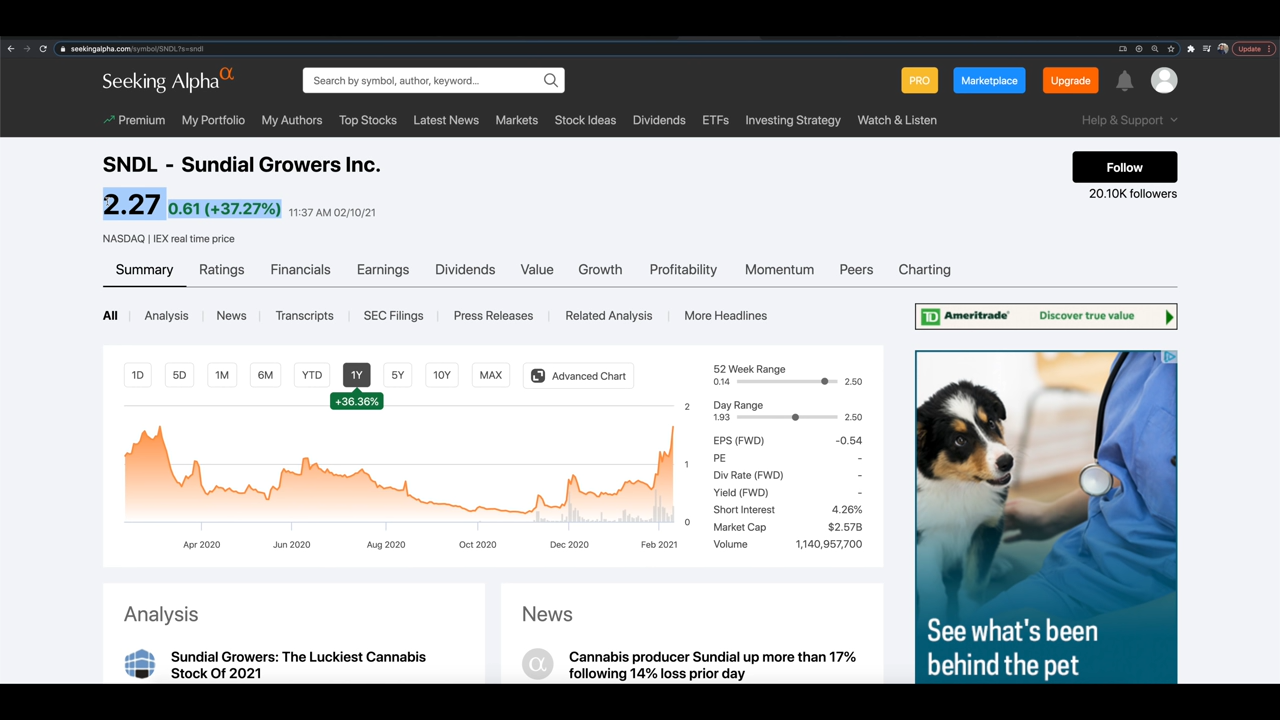 seekingalpha.com/symbol/SNDL?s=sndl
Update
Seeking Alpha α
Search by symbol, author, keyword...
PRO
Marketplace
Upgrade
Premium My Portfolio My Authors Top Stocks Latest News Markets Stock Ideas Dividends ETFs Investing Strategy Watch & Listen Help & Support
SNDL - Sundial Growers Inc.
Follow
2.27 0.61 (+37.27%) 11:37 AM 02/10/21
20.10K followers
NASDAQ | IEX real time price
Summary Ratings Financials Earnings Dividends Value Growth Profitability Momentum Peers Charting
All Analysis News Transcripts SEC Filings Press Releases Related Analysis More Headlines
TD Ameritrade Discover true value
1D 5D 1M 6M YTD 1Y 5Y 10Y MAX Advanced Chart
+36.36%
2
1
0
Apr 2020 Jun 2020 Aug 2020 Oct 2020 Dec 2020 Feb 2021
52 Week Range
0.14 2.50
Day Range
1.93 2.50
EPS (FWD) -0.54
PE -
Div Rate (FWD) -
Yield (FWD) -
Short Interest 4.26%
Market Cap $2.57B
Volume 1,140,957,700
Analysis
Sundial Growers: The Luckiest Cannabis
Stock Of 2021
News
α
Cannabis producer Sundial up more than 17%
following 14% loss prior day
See what's been
behind the pet